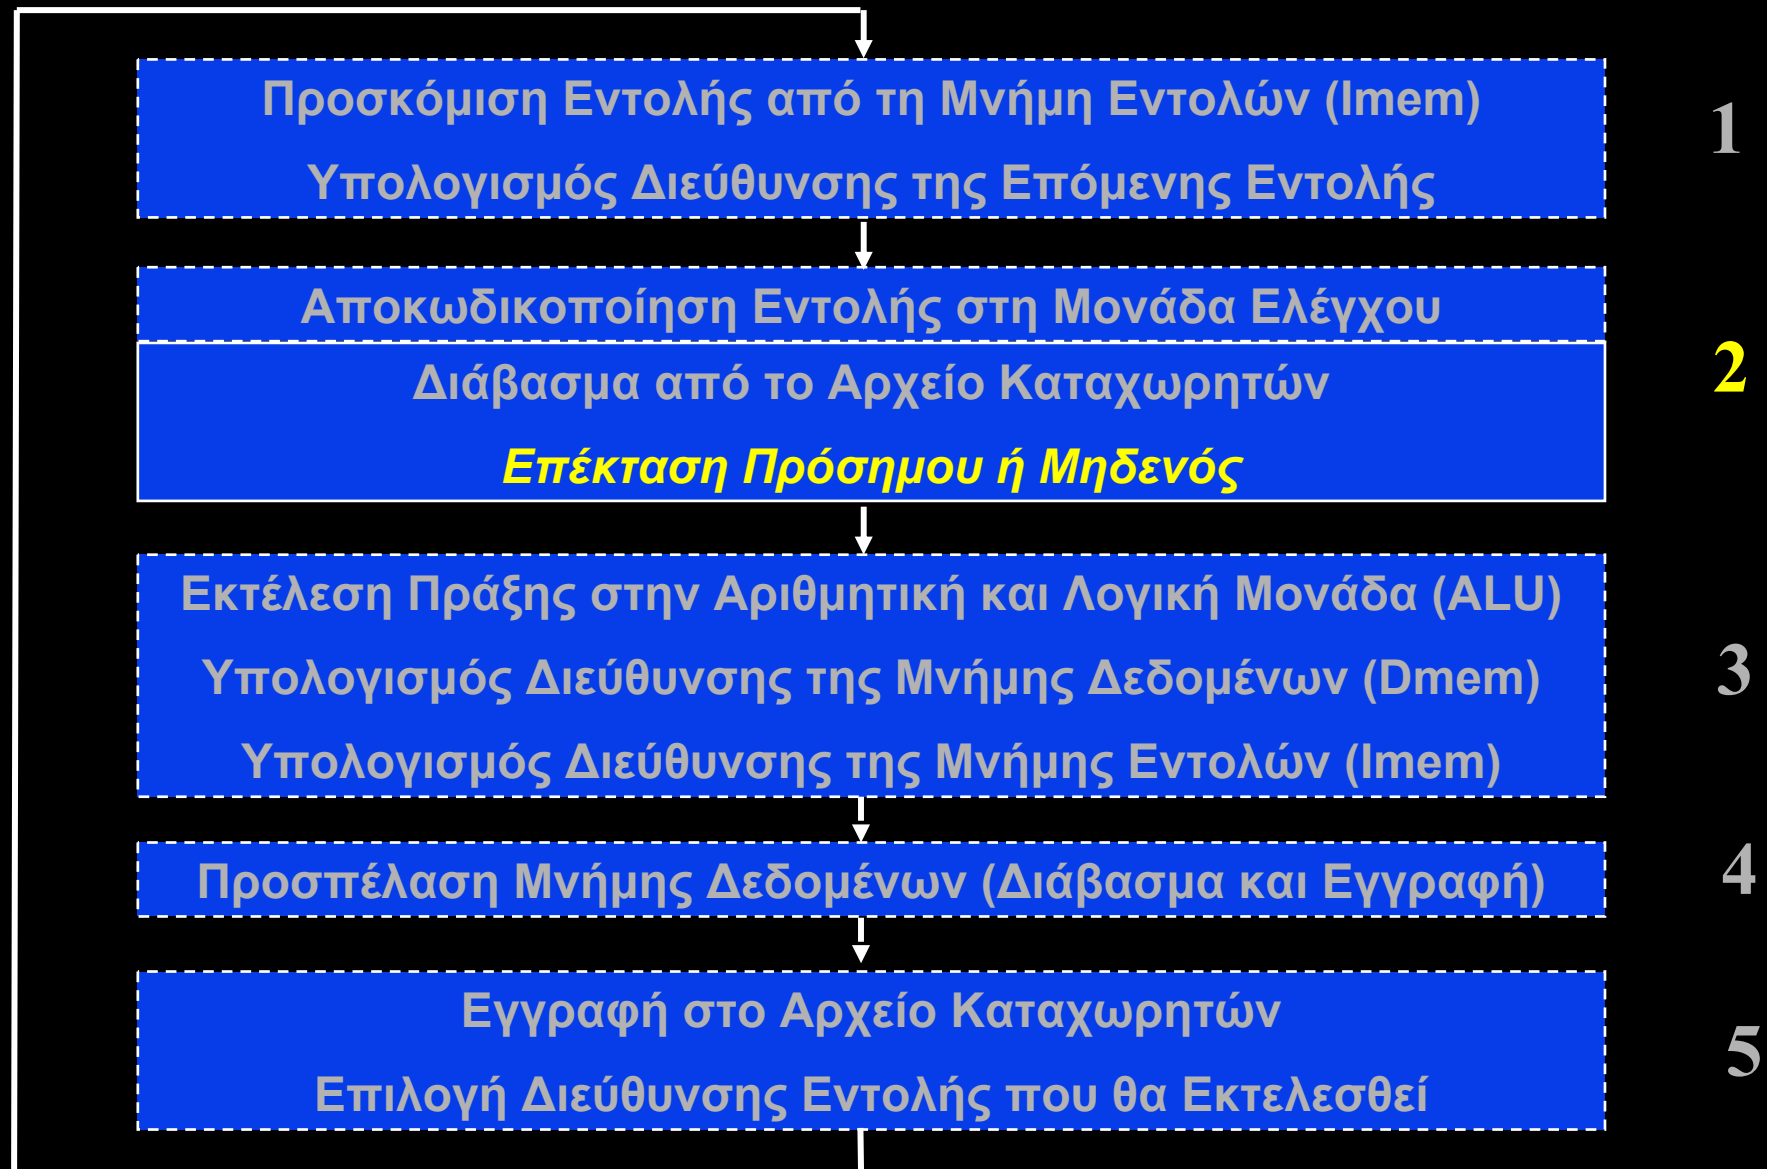 Προσκόμιση Εντολής από τη Μνήμη Εντολών (Imem)
Υπολογισμός Διεύθυνσης της Επόμενης Εντολής
1
Αποκωδικοποίηση Εντολής στη Μονάδα Ελέγχου
Διάβασμα από το Αρχείο Καταχωρητών
Επέκταση Πρόσημου ή Μηδενός
2
Εκτέλεση Πράξης στην Αριθμητική και Λογική Μονάδα (ALU)
Υπολογισμός Διεύθυνσης της Μνήμης Δεδομένων (Dmem)
Υπολογισμός Διεύθυνσης της Μνήμης Εντολών (Imem)
3
Προσπέλαση Μνήμης Δεδομένων (Διάβασμα και Εγγραφή)
4
Εγγραφή στο Αρχείο Καταχωρητών
Επιλογή Διεύθυνσης Εντολής που θα Εκτελεσθεί
5